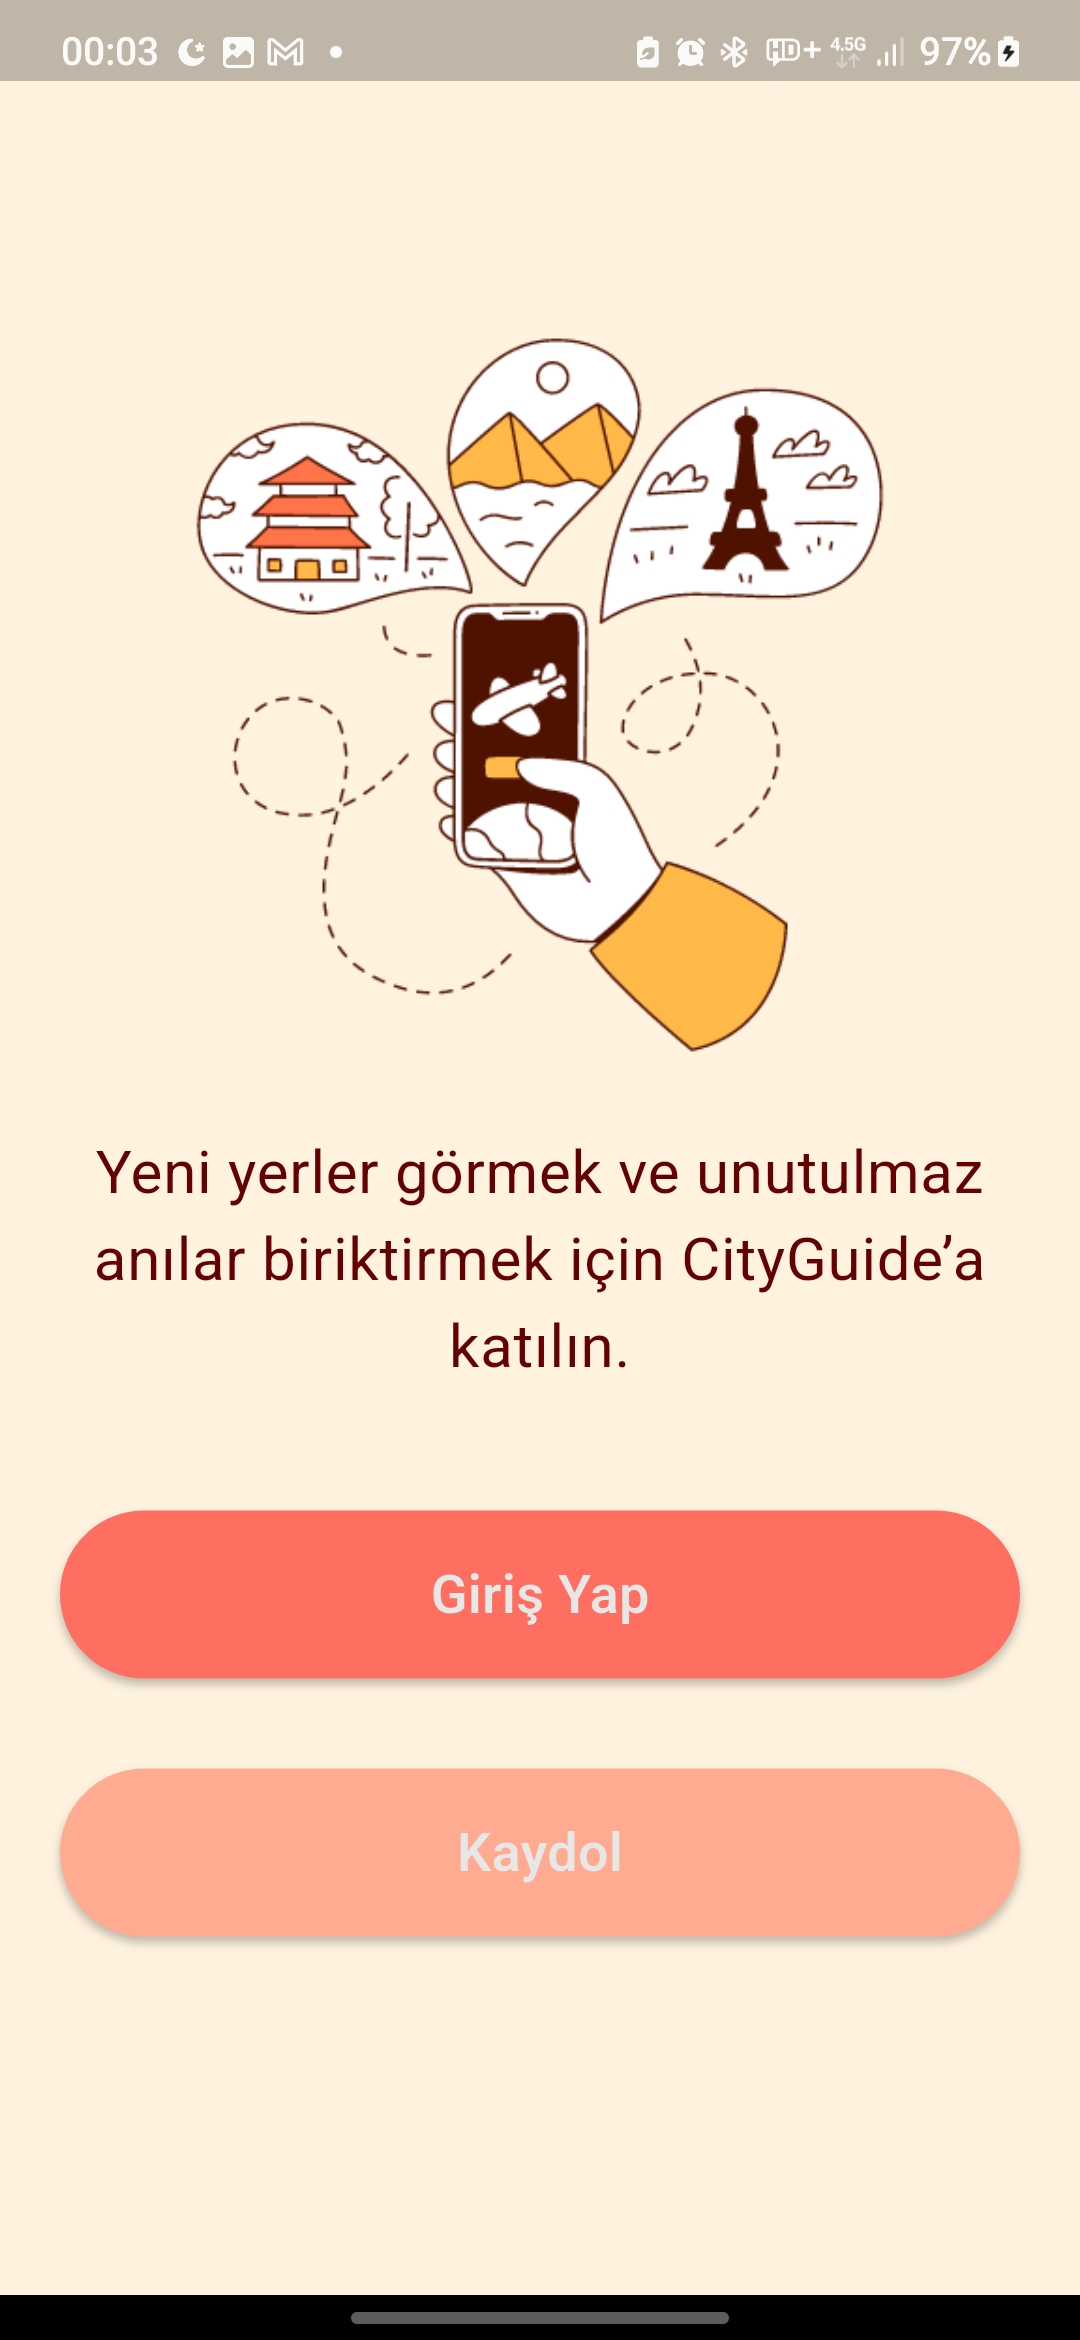 00:03 HD+ 4.5G 97%
Yeni yerler görmek ve unutulmaz
anılar biriktirmek için CityGuide’a
katılın.
Giriş Yap
Kaydol